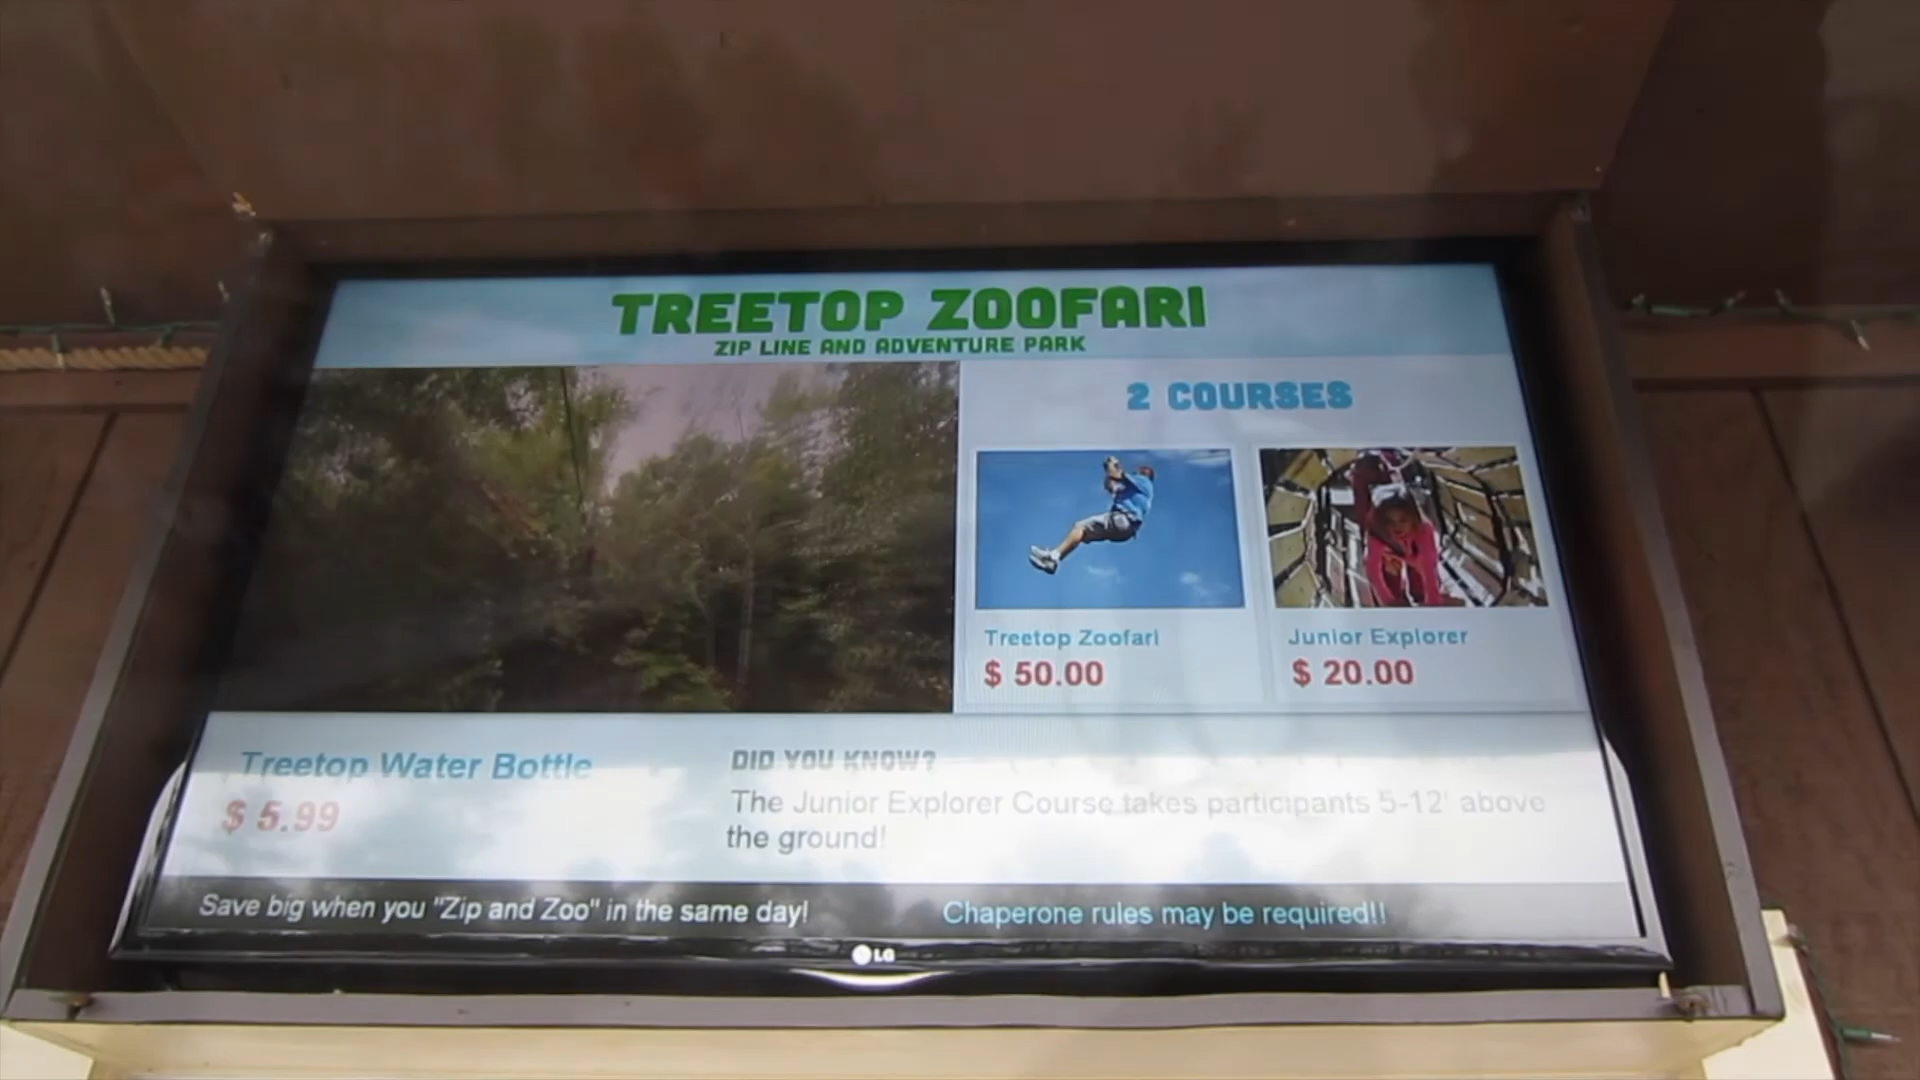 TREETOP ZOOFARI
ZIP LINE AND ADVENTURE PARK
2 COURSES
Treetop Zoofari
$ 50.00
Junior Explorer
$ 20.00
Treetop Water Bottle
$ 5.99
DID YOU KNOW?
The Junior Explorer Course takes participants 5-12' above
the ground!
Save big when you "Zip and Zoo" in the same day!
Chaperone rules may be required!!
LG